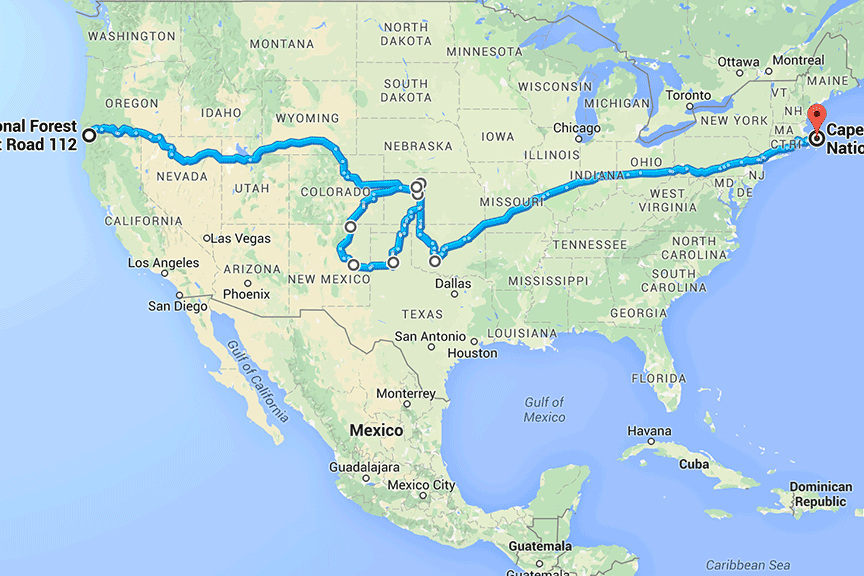 WASHINGTON
NORTH
DAKOTA
MONTANA
MINNESOTA
Ottawa
Montreal
MAINE
SOUTH
DAKOTA
WISCONSIN
MICHIGAN
Toronto
VT
NH
OREGON
IDAHO
WYOMING
NEW YORK
MA
CT RI
onal Forest
t Road 112
Cape
Natio
Chicago
IOWA
NEBRASKA
ILLINOIS
INDIANA
OHIO
NJ
MD
DE
NEVADA
UTAH
COLORADO
MISSOURI
WEST
VIRGINIA
CALIFORNIA
Las Vegas
Los Angeles
ARIZONA
Phoenix
NEW MEXICO
TENNESSEE
NORTH
CAROLINA
SOUTH
CAROLINA
San Diego
Dallas
MISSISSIPPI
GEORGIA
TEXAS
San Antonio
Houston
LOUISIANA
Gulf of California
FLORIDA
Monterrey
Gulf of
Mexico
Mexico
Havana
Cuba
Guadalajara
Mexico City
Dominican
Republic
Guatemala
Caribbean Sea